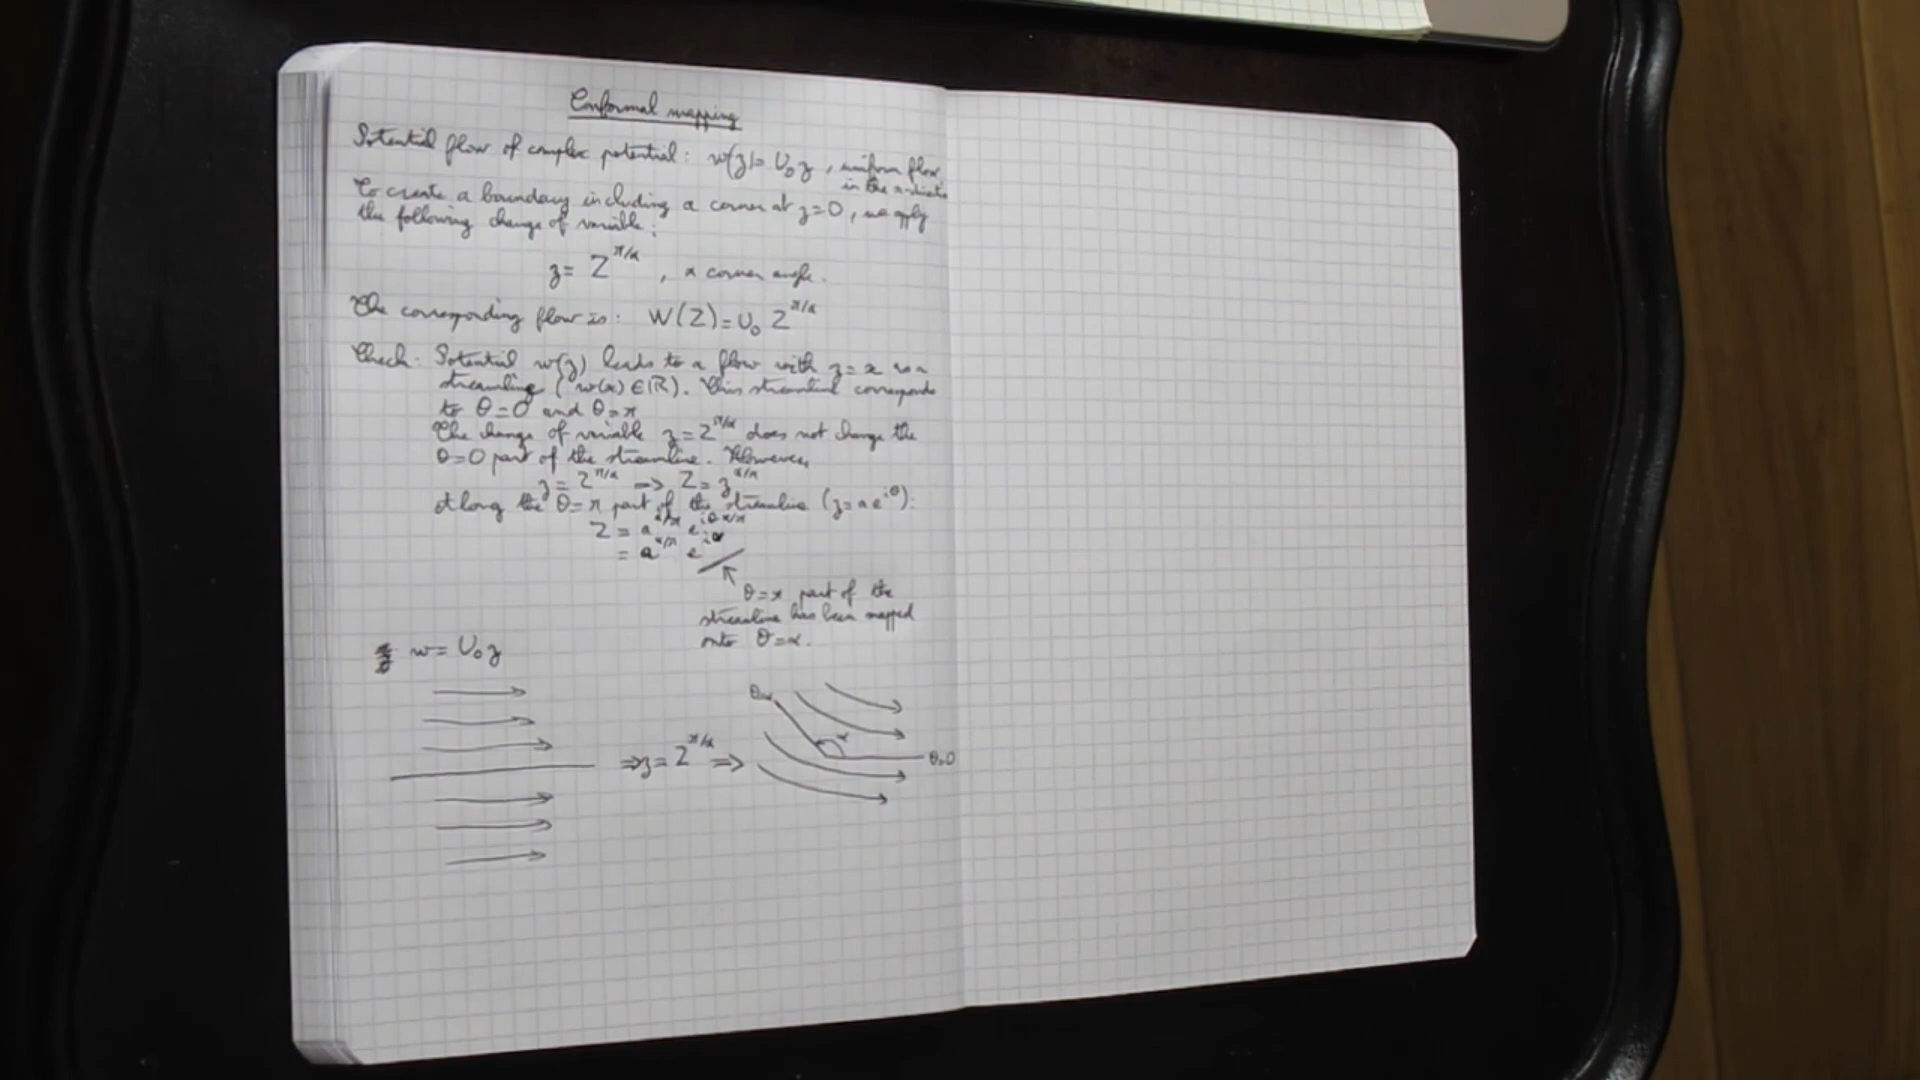 Conformal mapping
Potential flow of complex potential: w(z)= U₀z , uniform flow
in the x-directio
To create a boundary including a corner at z=0, we apply
the following change of variable:
z = Z^(π/α) , α corner angle.
The corresponding flow is: W(Z)=U₀ Z^(π/α)
Check: Potential w(z) leads to a flow with z = x as a
streamline (w(x)∈ℝ). This streamline corresponds
to θ=0 and θ=π
The change of variable z=Z^(π/α) does not change the
θ=0 part of the streamline. However,
z = Z^(π/α) → Z = z^(α/π)
Along the θ=π part of the streamline (z=a e^(iθ)):
Z = a^(α/π) e^(iθα/π)
= a^(α/π) e^(iα)
θ=π part of the
streamline has been mapped
onto θ=α.
w = U₀z
θ=α
α
⇒ z = Z^(π/α) ⇒
θ=0